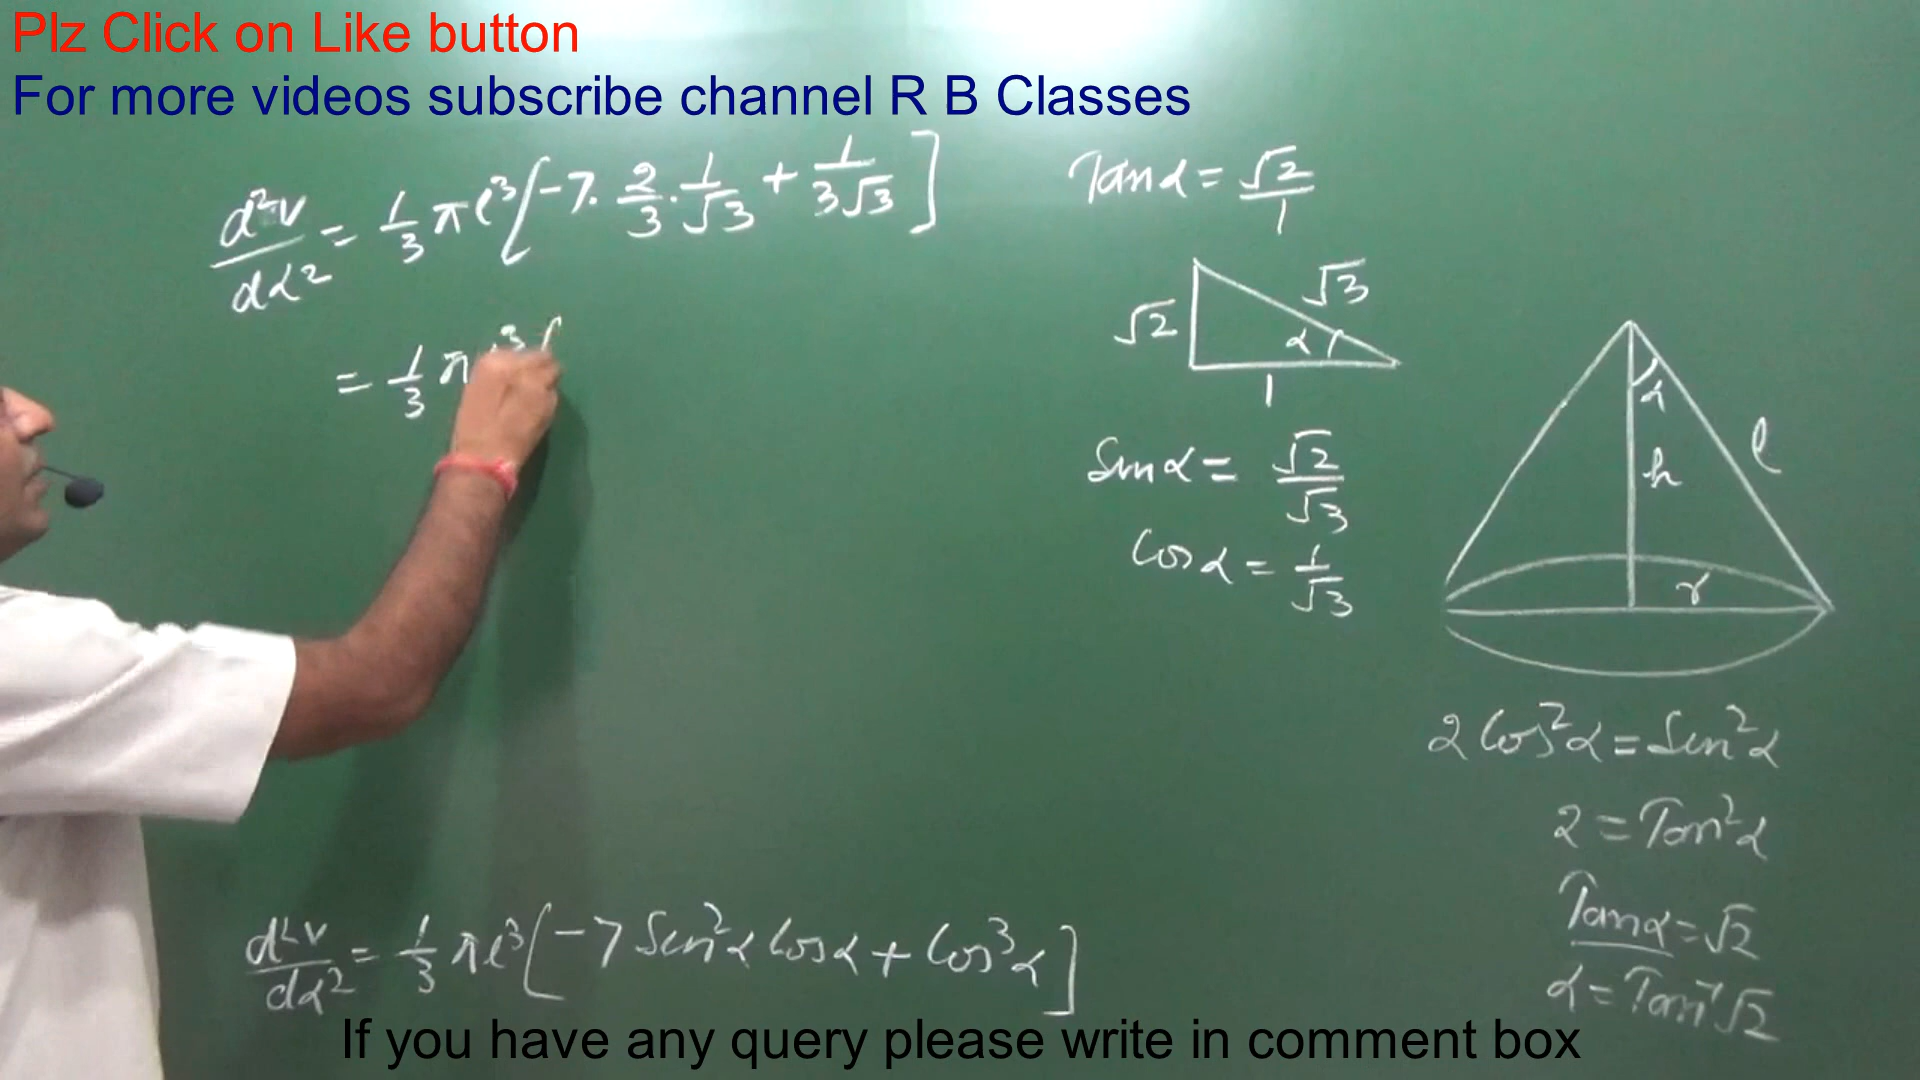 Plz Click on Like button
For more videos subscribe channel R B Classes
d²v/dα² = 1/3 πl³[-7. 2/3 . 1/√3 + 1/3√3]
= 1/3 π
Tanα = √2/1
√2
√3
α
1
Sinα = √2/√3
Cosα = 1/√3
α
l
h
r
2Cos²α = Sin²α
2 = Tan²α
Tanα = √2
α = Tan⁻¹√2
d²v/dα² = 1/3 πl³[-7 Sin²α Cosα + Cos³α]
If you have any query please write in comment box